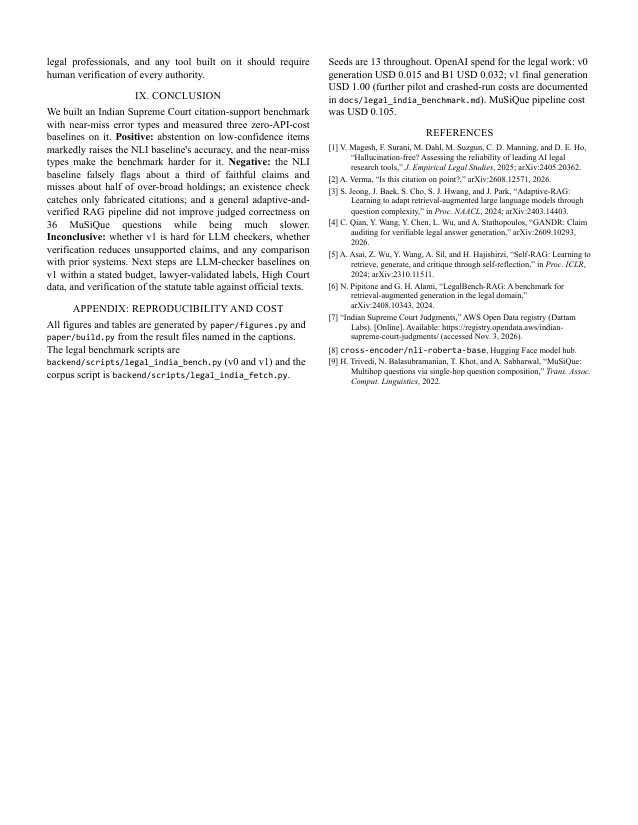 legal professionals, and any tool built on it should require
human verification of every authority.
IX. CONCLUSION
We built an Indian Supreme Court citation-support benchmark
with near-miss error types and measured three zero-API-cost
baselines on it. Positive: abstention on low-confidence items
markedly raises the NLI baseline's accuracy, and the near-miss
types make the benchmark harder for it. Negative: the NLI
baseline falsely flags about a third of faithful claims and
misses about half of over-broad holdings; an existence check
catches only fabricated citations; and a general adaptive-and-
verified RAG pipeline did not improve judged correctness on
36 MuSiQue questions while being much slower.
Inconclusive: whether v1 is hard for LLM checkers, whether
verification reduces unsupported claims, and any comparison
with prior systems. Next steps are LLM-checker baselines on
v1 within a stated budget, lawyer-validated labels, High Court
data, and verification of the statute table against official texts.
APPENDIX: REPRODUCIBILITY AND COST
All figures and tables are generated by paper/figures.py and
paper/build.py from the result files named in the captions.
The legal benchmark scripts are
backend/scripts/legal_india_bench.py (v0 and v1) and the
corpus script is backend/scripts/legal_india_fetch.py.
Seeds are 13 throughout. OpenAI spend for the legal work: v0
generation USD 0.015 and B1 USD 0.032; v1 final generation
USD 1.00 (further pilot and crashed-run costs are documented
in docs/legal_india_benchmark.md). MuSiQue pipeline cost
was USD 0.105.
REFERENCES
[1] V. Magesh, F. Surani, M. Dahl, M. Suzgun, C. D. Manning, and D. E. Ho,
“Hallucination-free? Assessing the reliability of leading AI legal
research tools,” J. Empirical Legal Studies, 2025; arXiv:2405.20362.
[2] A. Verma, “Is this citation on point?,” arXiv:2608.12571, 2026.
[3] S. Jeong, J. Baek, S. Cho, S. J. Hwang, and J. Park, “Adaptive-RAG:
Learning to adapt retrieval-augmented large language models through
question complexity,” in Proc. NAACL, 2024; arXiv:2403.14403.
[4] C. Qian, Y. Wang, Y. Chen, L. Wu, and A. Stathopoulos, “GANDR: Claim
auditing for verifiable legal answer generation,” arXiv:2609.10293,
2026.
[5] A. Asai, Z. Wu, Y. Wang, A. Sil, and H. Hajishirzi, “Self-RAG: Learning to
retrieve, generate, and critique through self-reflection,” in Proc. ICLR,
2024; arXiv:2310.11511.
[6] N. Pipitone and G. H. Alami, “LegalBench-RAG: A benchmark for
retrieval-augmented generation in the legal domain,”
arXiv:2408.10343, 2024.
[7] “Indian Supreme Court Judgments,” AWS Open Data registry (Dattam
Labs). [Online]. Available: https://registry.opendata.aws/indian-
supreme-court-judgments/ (accessed Nov. 3, 2026).
[8] cross-encoder/nli-roberta-base, Hugging Face model hub.
[9] H. Trivedi, N. Balasubramanian, T. Khot, and A. Sabharwal, “MuSiQue:
Multihop questions via single-hop question composition,” Trans. Assoc.
Comput. Linguistics, 2022.